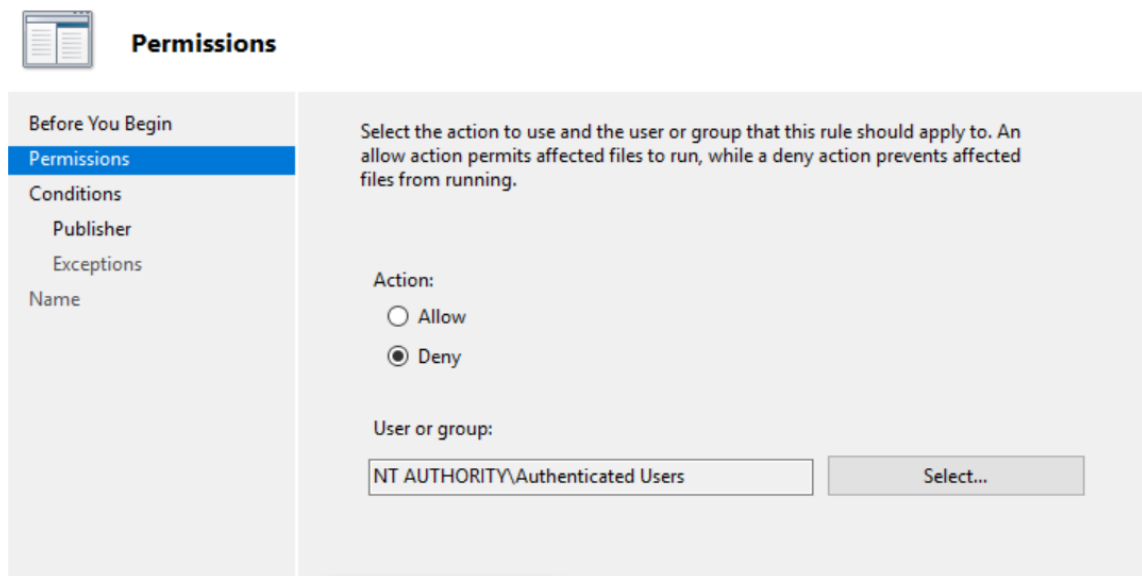 Permissions
Before You Begin
Permissions
Conditions
Publisher
Exceptions
Name
Select the action to use and the user or group that this rule should apply to. An
allow action permits affected files to run, while a deny action prevents affected
files from running.
Action:
Allow
Deny
User or group:
NT AUTHORITY\Authenticated Users
Select...